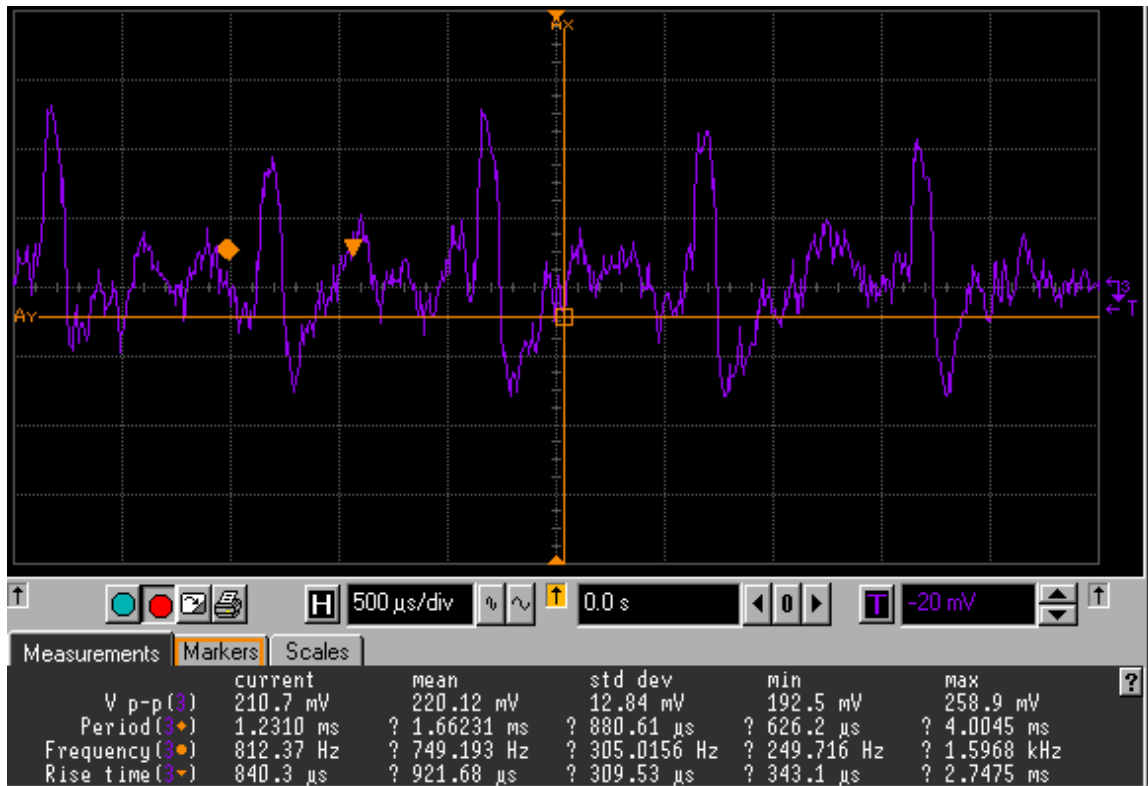 Ax
3
Ay
T
H 500 µs/div 0.0 s 0 T -20 mV
Measurements Markers Scales
current mean std dev min max ?
V p-p(3) 210.7 mV 220.12 mV 12.84 mV 192.5 mV 258.9 mV
Period(3◆) 1.2310 ms ? 1.66231 ms ? 880.61 µs ? 626.2 µs ? 4.0045 ms
Frequency(3●) 812.37 Hz ? 749.193 Hz ? 305.0156 Hz ? 249.716 Hz ? 1.5968 kHz
Rise time(3▼) 840.3 µs ? 921.68 µs ? 309.53 µs ? 343.1 µs ? 2.7475 ms